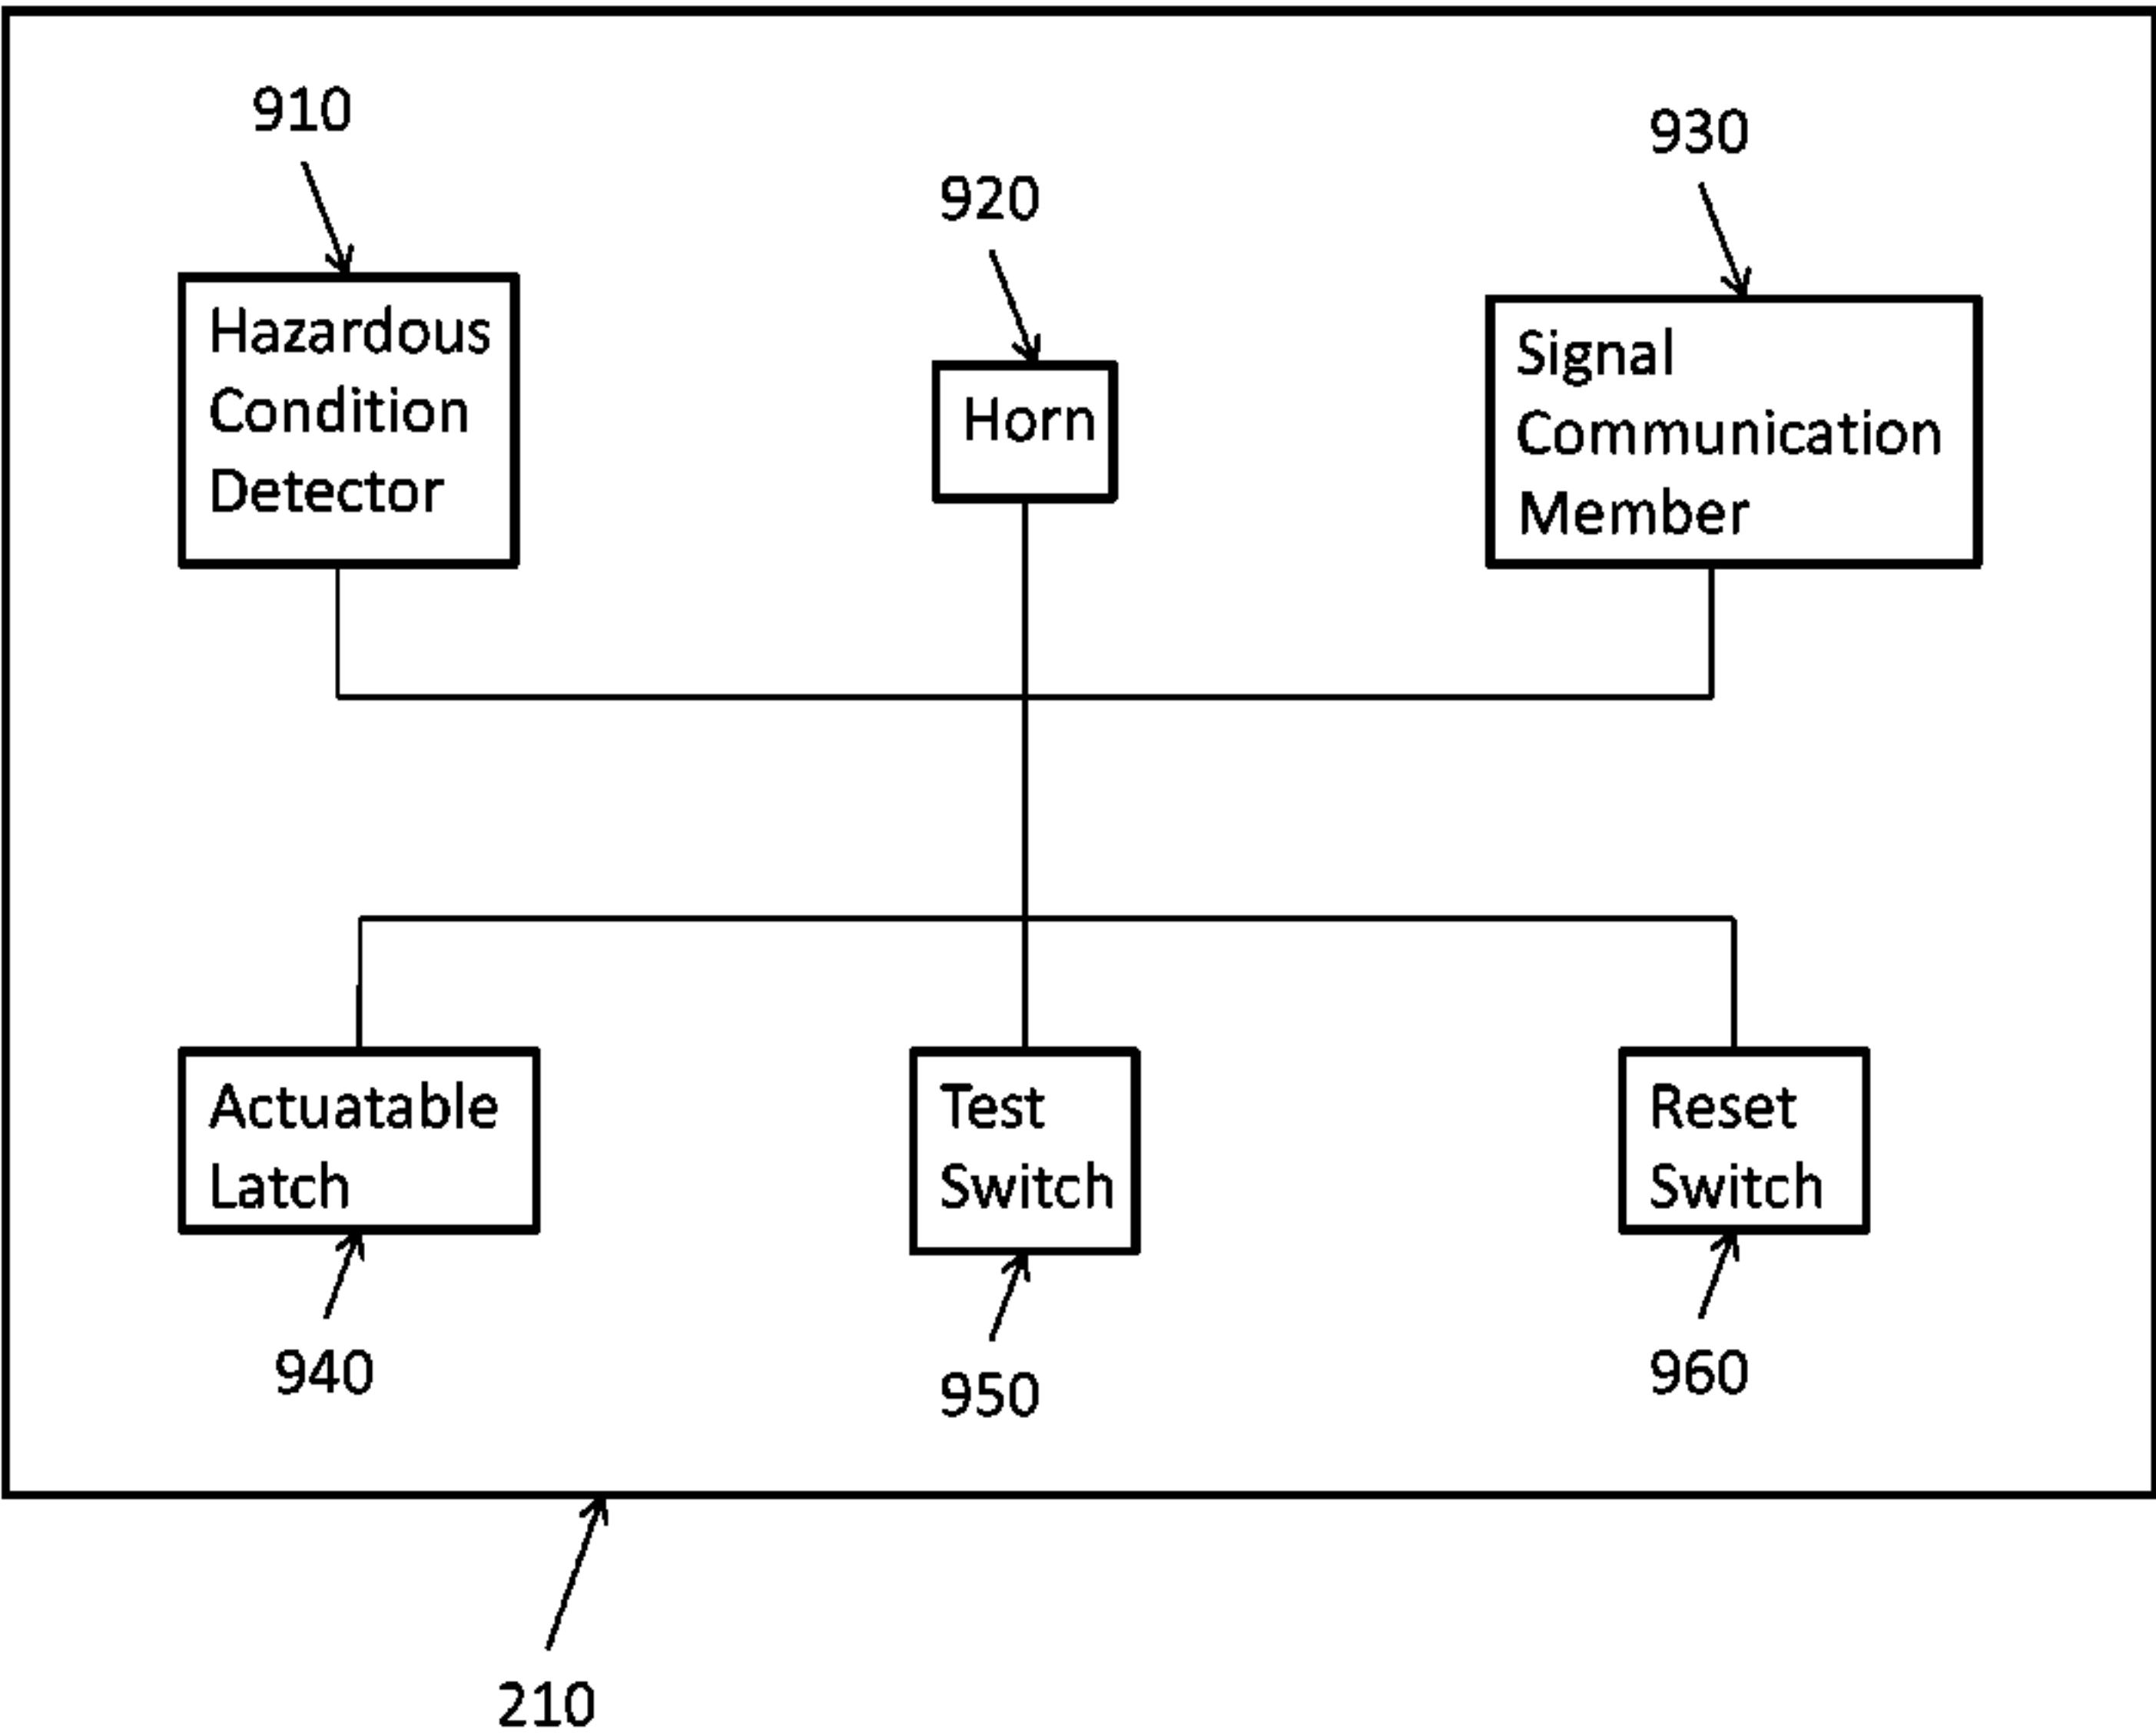 910
920
930
Hazardous
Condition
Detector
Horn
Signal
Communication
Member
Actuatable
Latch
Test
Switch
Reset
Switch
940
950
960
210